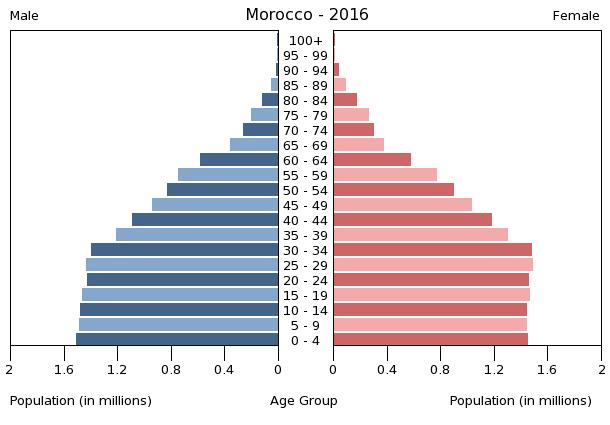 Male Morocco - 2016 Female
100+
95 - 99
90 - 94
85 - 89
80 - 84
75 - 79
70 - 74
65 - 69
60 - 64
55 - 59
50 - 54
45 - 49
40 - 44
35 - 39
30 - 34
25 - 29
20 - 24
15 - 19
10 - 14
5 - 9
0 - 4
2 1.6 1.2 0.8 0.4 0 0 0.4 0.8 1.2 1.6 2
Population (in millions) Age Group Population (in millions)